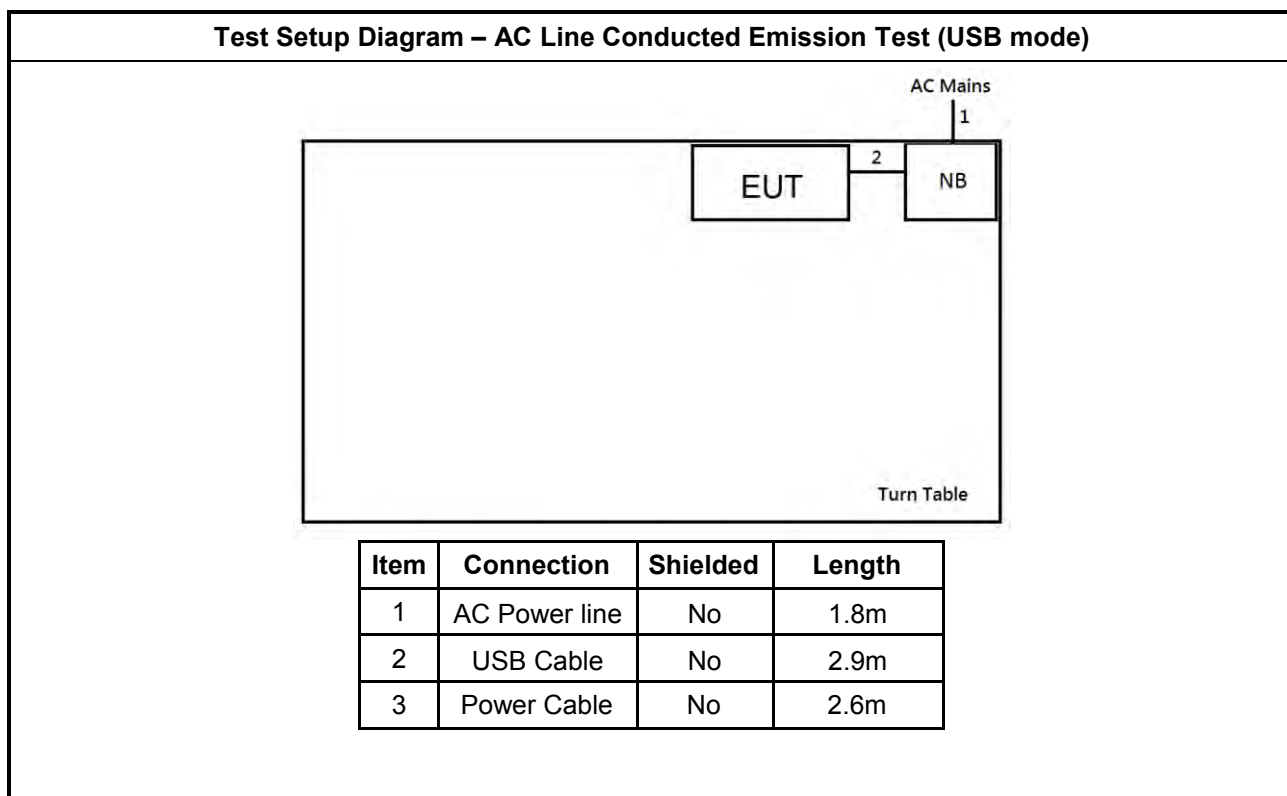 Test Setup Diagram – AC Line Conducted Emission Test (USB mode)
AC Mains
1
2
EUT
NB
Turn Table
Item Connection Shielded Length
1 AC Power line No 1.8m
2 USB Cable No 2.9m
3 Power Cable No 2.6m